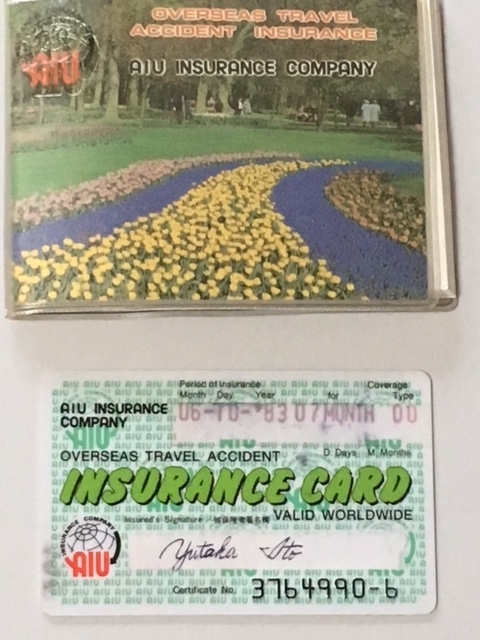 OVERSEAS TRAVEL
ACCIDENT INSURANCE
AIU
AIU INSURANCE COMPANY
Period of Insurance
Coverage
Month Day Year for Type
AIU INSURANCE
COMPANY
06-10-'83 07MONTH 00
OVERSEAS TRAVEL ACCIDENT
D. Days M. Months
INSURANCE CARD
VALID WORLDWIDE
Insured's Signature
INSURANCE COMPANY
AIU
Yutaka Ito
Certificate No. 3764990-6